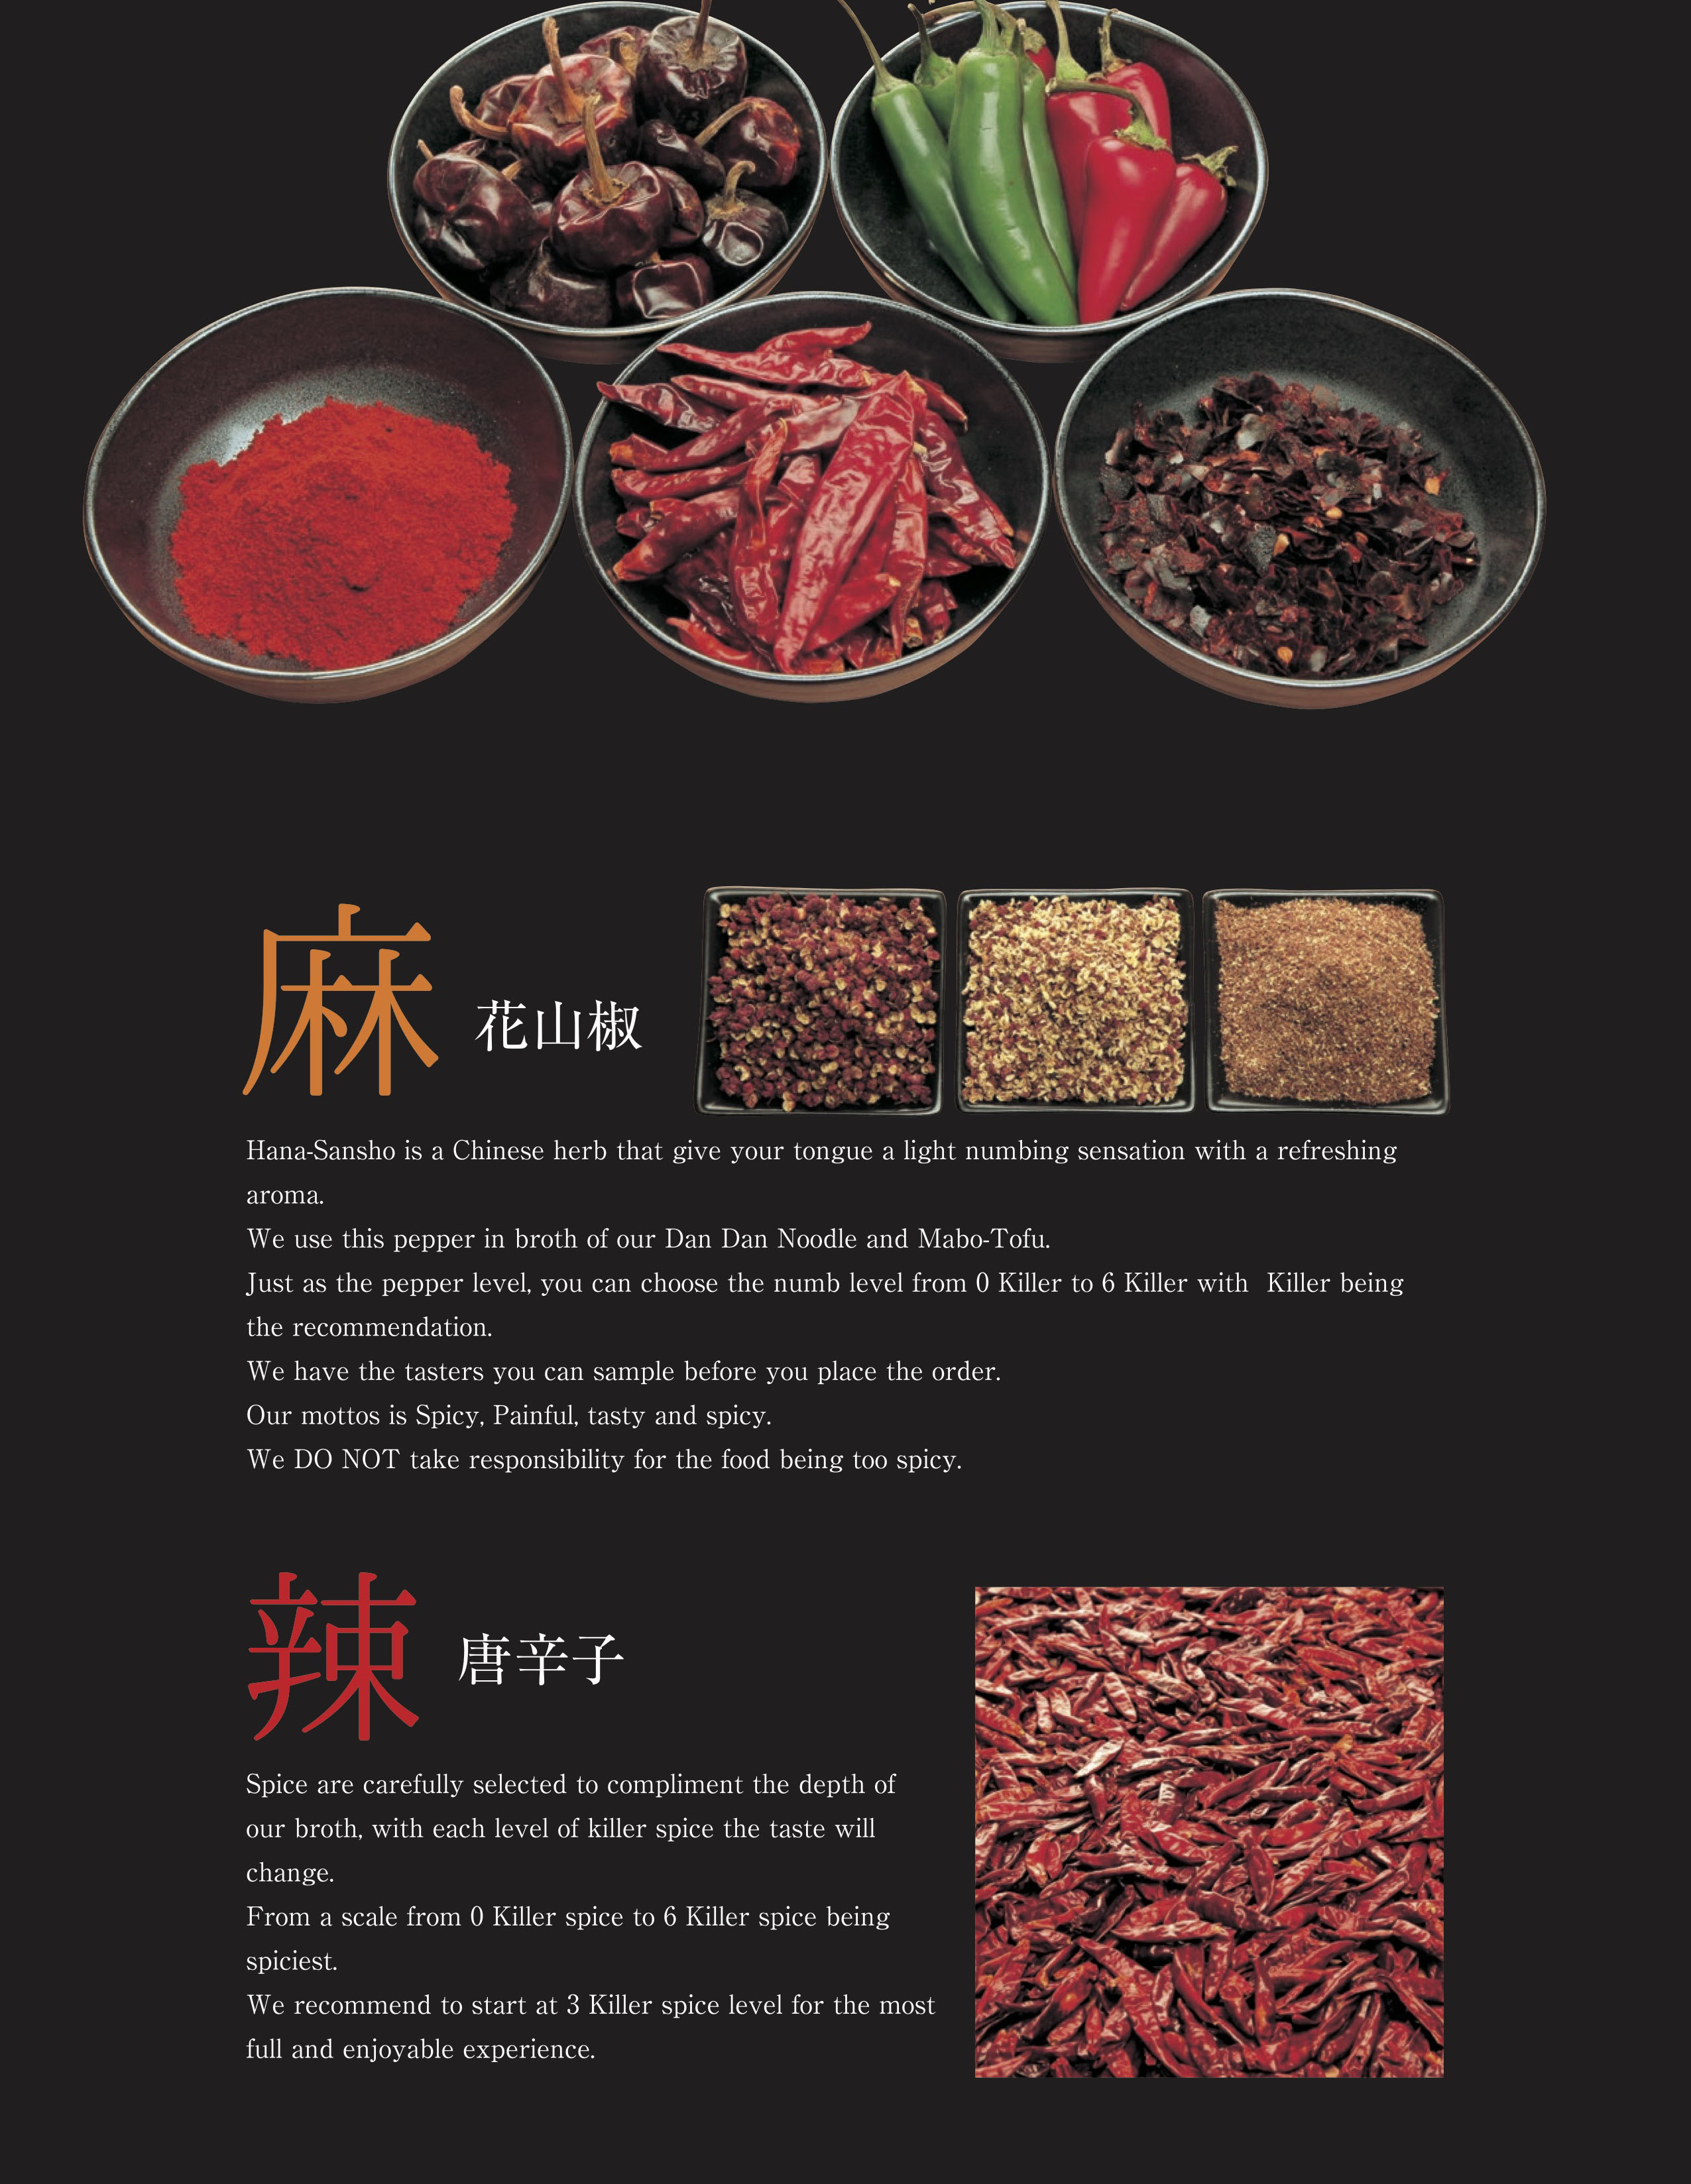 麻 花山椒
Hana-Sansho is a Chinese herb that give your tongue a light numbing sensation with a refreshing
aroma.
We use this pepper in broth of our Dan Dan Noodle and Mabo-Tofu.
Just as the pepper level, you can choose the numb level from 0 Killer to 6 Killer with  Killer being
the recommendation.
We have the tasters you can sample before you place the order.
Our mottos is Spicy, Painful, tasty and spicy.
We DO NOT take responsibility for the food being too spicy.
辣 唐辛子
Spice are carefully selected to compliment the depth of
our broth, with each level of killer spice the taste will
change.
From a scale from 0 Killer spice to 6 Killer spice being
spiciest.
We recommend to start at 3 Killer spice level for the most
full and enjoyable experience.